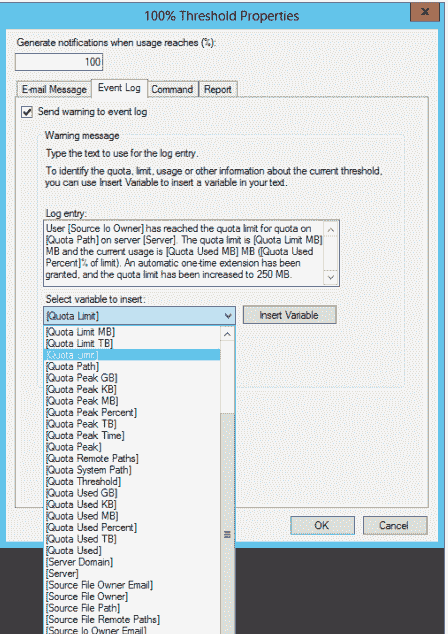 100% Threshold Properties
x
Generate notifications when usage reaches (%):
100
E-mail Message Event Log Command Report
Send warning to event log
Warning message
Type the text to use for the log entry.
To identify the quota, limit, usage or other information about the current threshold,
you can use Insert Variable to insert a variable in your text.
Log entry:
User [Source Io Owner] has reached the quota limit for quota on
[Quota Path] on server [Server]. The quota limit is [Quota Limit MB]
MB and the current usage is [Quota Used MB] MB ([Quota Used
Percent]% of limit). An automatic one-time extension has been
granted, and the quota limit has been increased to 250 MB.
Select variable to insert:
[Quota Limit] Insert Variable
[Quota Limit MB]
[Quota Limit TB]
[Quota Limit]
[Quota Path]
[Quota Peak GB]
[Quota Peak KB]
[Quota Peak MB]
[Quota Peak Percent]
[Quota Peak TB]
[Quota Peak Time]
[Quota Peak]
[Quota Remote Paths]
[Quota System Path]
[Quota Threshold]
[Quota Used GB]
[Quota Used KB]
[Quota Used MB]
[Quota Used Percent]
[Quota Used TB]
[Quota Used]
[Server Domain]
[Server]
[Source File Owner Email]
[Source File Owner]
[Source File Path]
[Source File Remote Paths]
[Source Io Owner Email]
OK Cancel